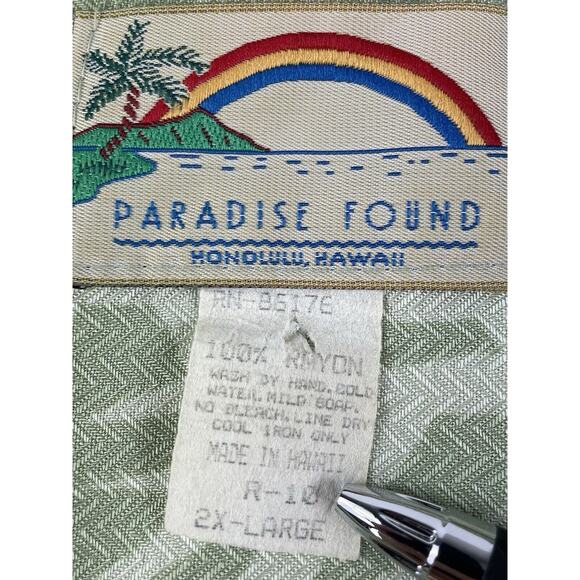 PARADISE FOUND
HONOLULU, HAWAII
RN-86176
100% RAYON
WASH BY HAND, COLD
WATER, MILD SOAP,
NO BLEACH, LINE DRY
COOL IRON ONLY
MADE IN HAWAII
R-10
2X-LARGE